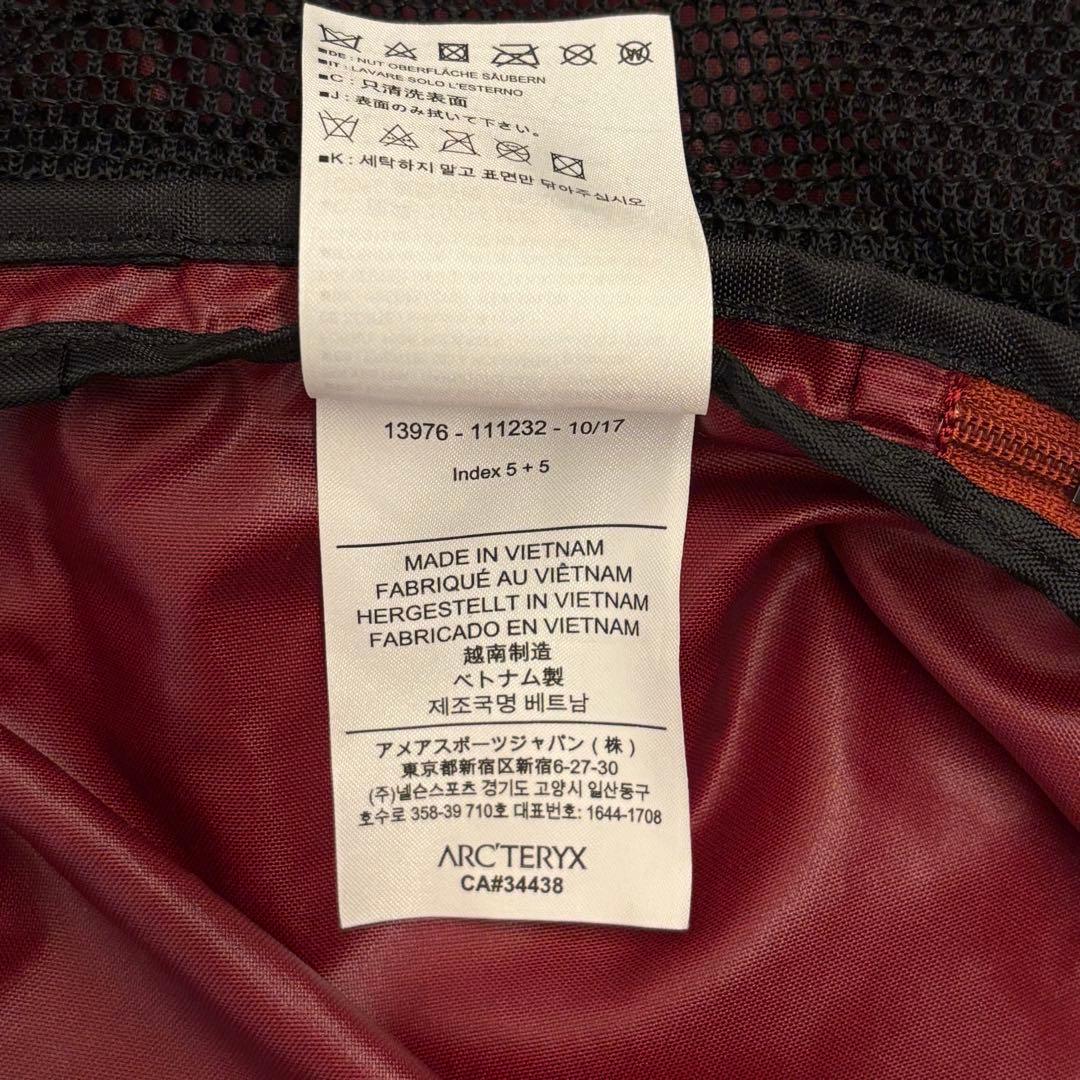 ■DE : NUT OBERFLÄCHE SÄUBERN
■IT : LAVARE SOLO L'ESTERNO
■C : 只清洗表面
■J : 表面のみ拭いて下さい。
■K : 세탁하지 말고 표면만 닦아주십시오
13976 - 111232 - 10/17
Index 5 + 5
MADE IN VIETNAM
FABRIQUÉ AU VIÊTNAM
HERGESTELLT IN VIETNAM
FABRICADO EN VIETNAM
越南制造
ベトナム製
제조국명 베트남
アメアスポーツジャパン ( 株 )
東京都新宿区新宿6-27-30
(주)넬슨스포츠 경기도 고양시 일산동구
호수로 358-39 710호 대표번호: 1644-1708
ARC'TERYX
CA#34438